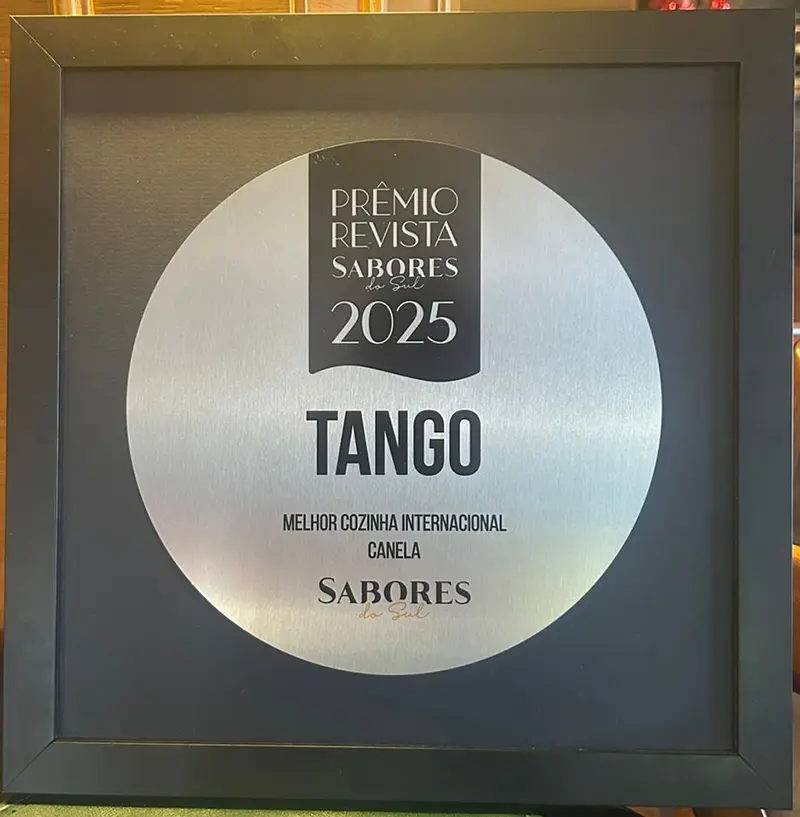 PRÊMIO
REVISTA
SABORES
do Sul
2025
TANGO
MELHOR COZINHA INTERNACIONAL
CANELA
SABORES
do Sul